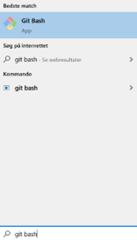 Bedste match
Git Bash
App
Søg på internettet
git bash - Se webresultater
Kommando
git bash
git bash